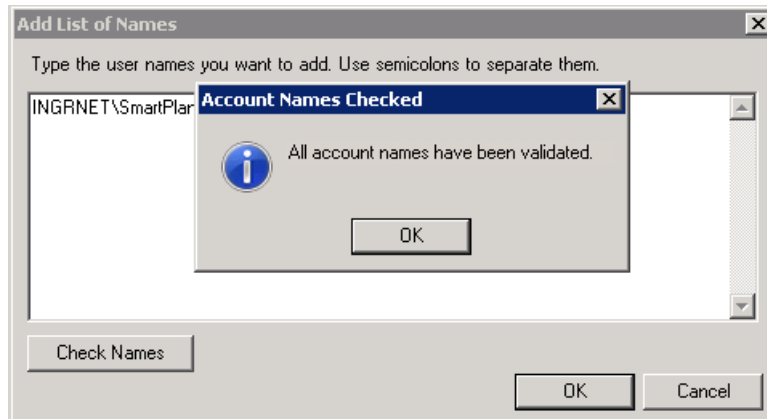 Add List of Names
Type the user names you want to add. Use semicolons to separate them.
INGRNET\SmartPlan
Account Names Checked
All account names have been validated.
OK
Check Names
OK
Cancel